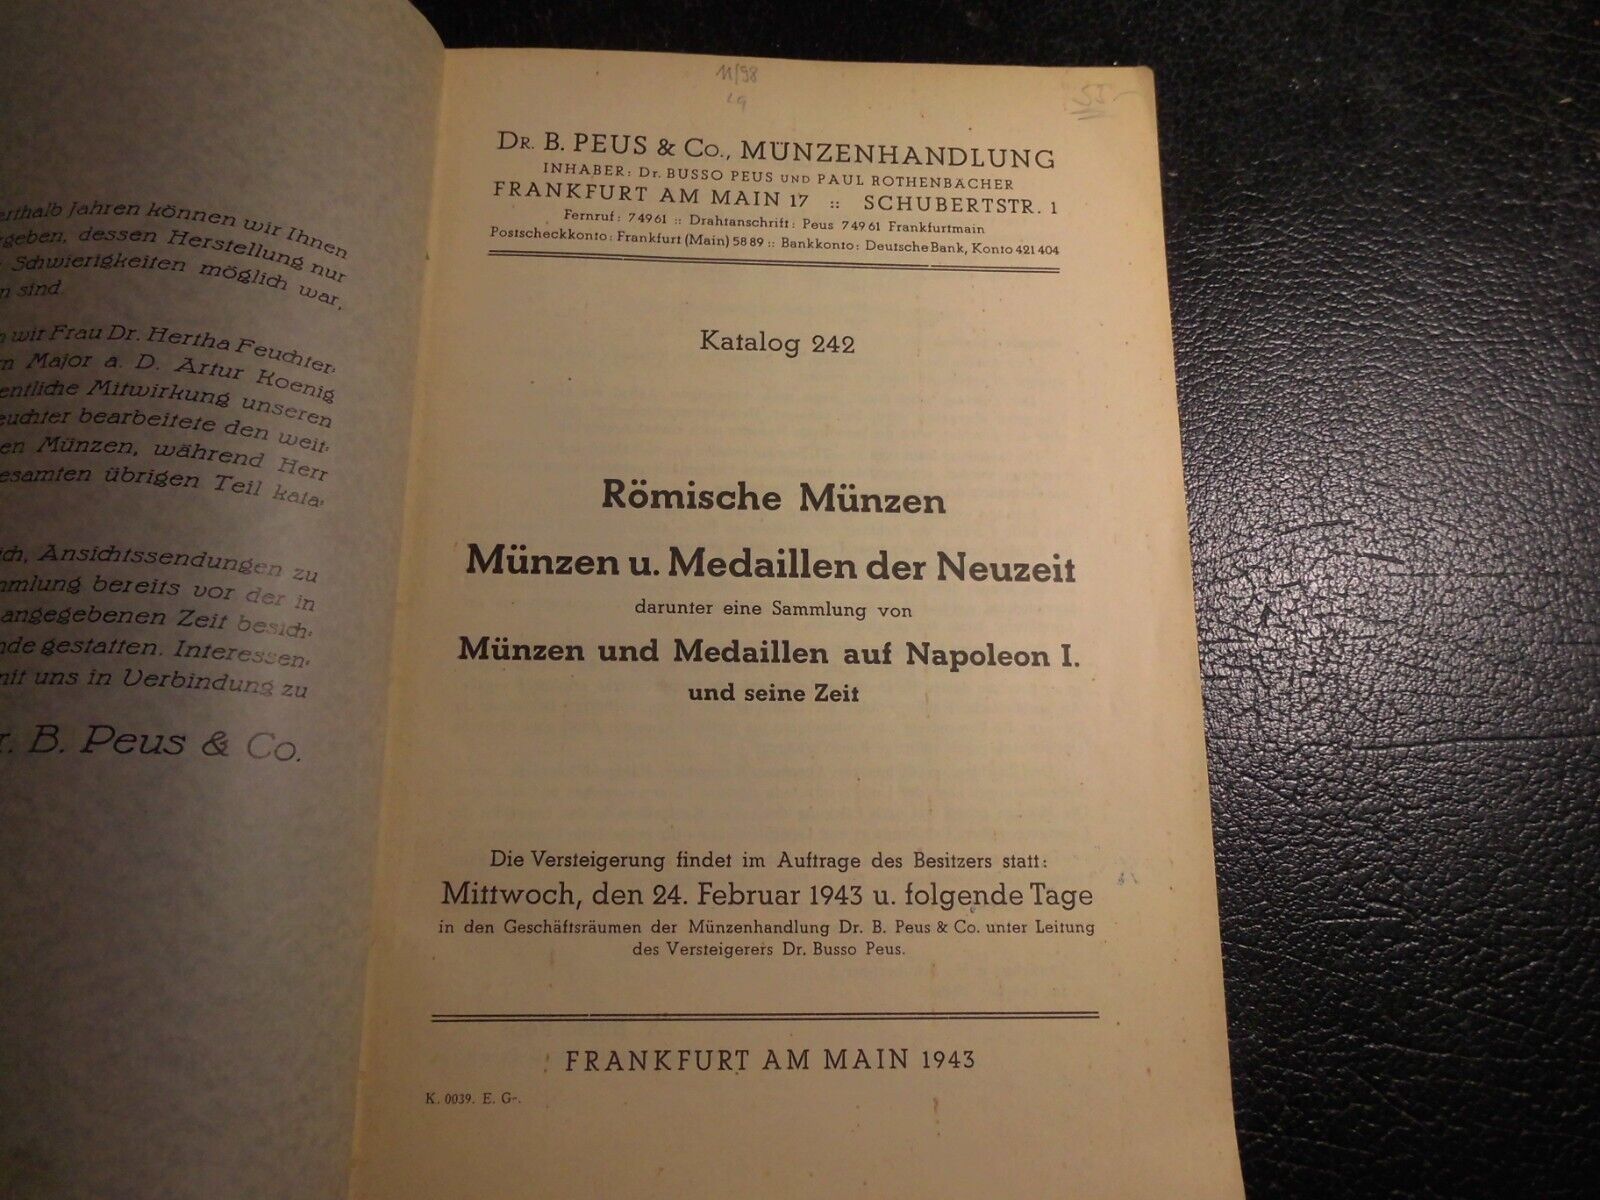 erthalb Jahren können wir Ihnen
geben, dessen Herstellung nur
Schwierigkeiten möglich war,
n sind.
wir Frau Dr. Hertha Feuchter-
n Major a. D. Artur Koenig
entliche Mitwirkung unseren
euchter bearbeitete den weit-
en Münzen, während Herr
esamten übrigen Teil kata-
ch, Ansichtssendungen zu
mmlung bereits vor der in
angegebenen Zeit besich-
nde gestatten. Interessen-
mit uns in Verbindung zu
r. B. Peus & Co.
11/98
55-
DR. B. PEUS & Co., MÜNZENHANDLUNG
INHABER: Dr. BUSSO PEUS UND PAUL ROTHENBÄCHER
FRANKFURT AM MAIN 17 :: SCHUBERTSTR. 1
Fernruf: 74961 :: Drahtanschrift: Peus 74961 Frankfurtmain
Postscheckkonto: Frankfurt (Main) 5889 :: Bankkonto: Deutsche Bank, Konto 421 404
Katalog 242
Römische Münzen
Münzen u. Medaillen der Neuzeit
darunter eine Sammlung von
Münzen und Medaillen auf Napoleon I.
und seine Zeit
Die Versteigerung findet im Auftrage des Besitzers statt:
Mittwoch, den 24. Februar 1943 u. folgende Tage
in den Geschäftsräumen der Münzenhandlung Dr. B. Peus & Co. unter Leitung
des Versteigerers Dr. Busso Peus.
FRANKFURT AM MAIN 1943
K. 0039. E. G-.